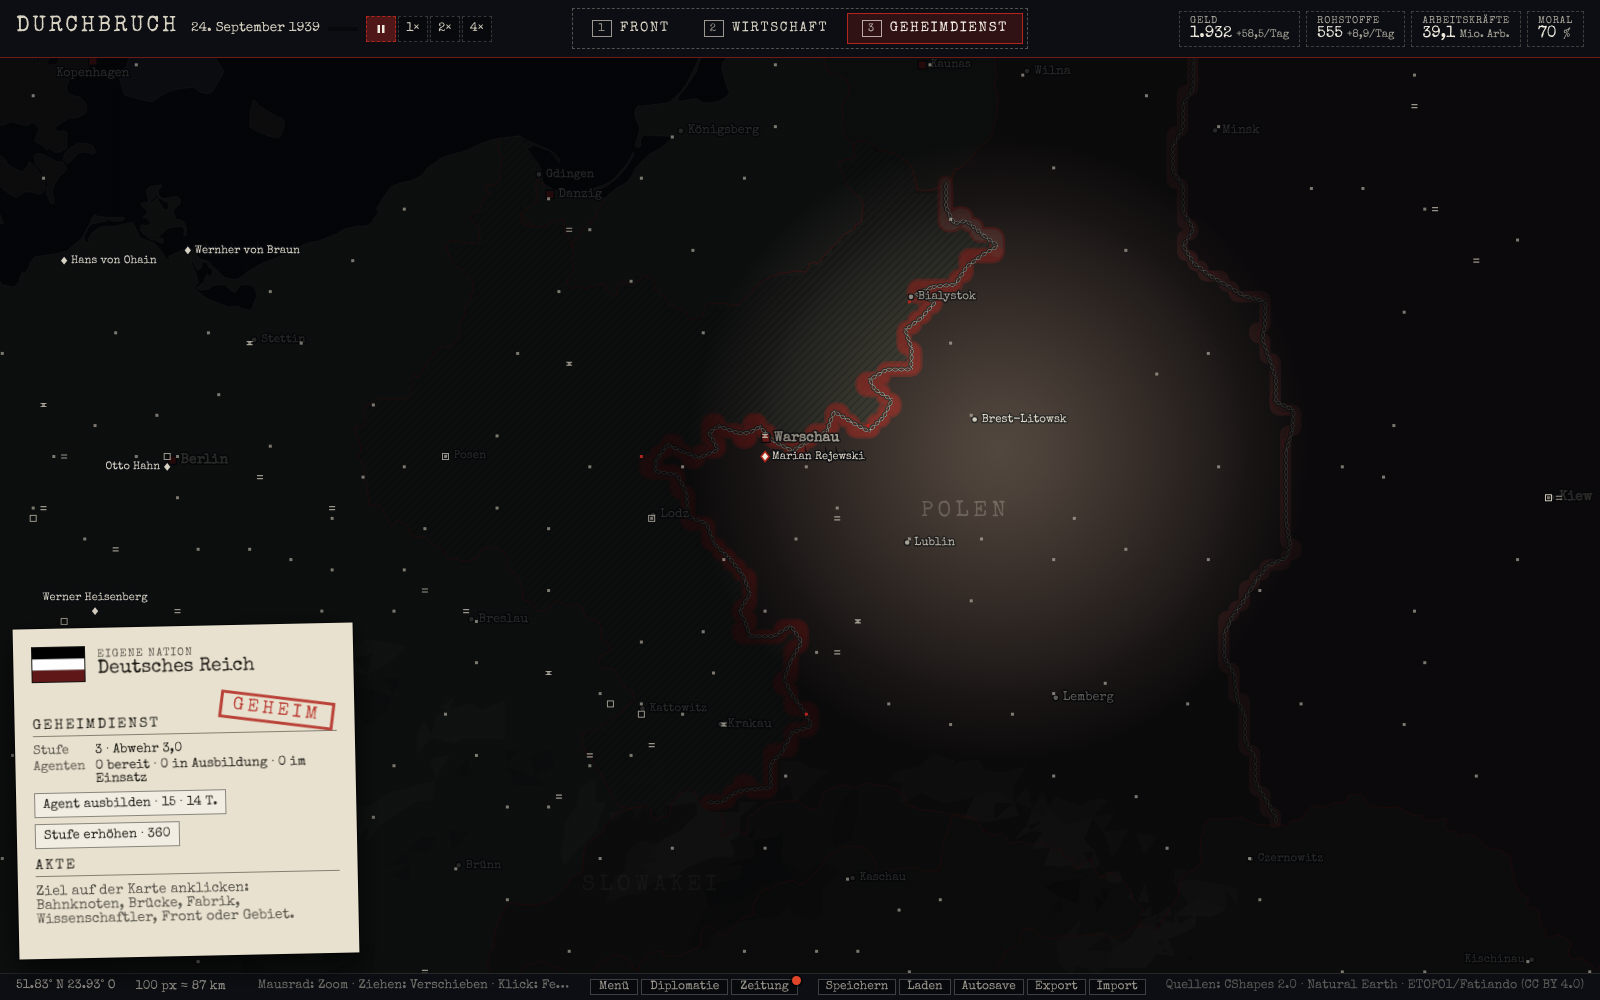 DURCHBRUCH 24. September 1939 1× 2× 4× 1 FRONT 2 WIRTSCHAFT 3 GEHEIMDIENST
GELD 1.932 +58,5/Tag
ROHSTOFFE 555 +8,9/Tag
ARBEITSKRÄFTE 39,1 Mio. Arb.
MORAL 70 %
Kopenhagen
Kaunas
Wilna
Königsberg
Minsk
Gdingen
Danzig
Wernher von Braun
Hans von Ohain
Bialystok
Stettin
Brest-Litowsk
Warschau
Marian Rejewski
Berlin
Otto Hahn
Posen
Kiew
POLEN
Lodz
Lublin
Werner Heisenberg
Breslau
Lemberg
Kattowitz
Krakau
Czernowitz
Brünn
SLOWAKEI
Kaschau
Kischinau
EIGENE NATION
Deutsches Reich
GEHEIM
GEHEIMDIENST
Stufe 3 · Abwehr 3,0
Agenten 0 bereit · 0 in Ausbildung · 0 im
Einsatz
Agent ausbilden · 15 · 14 T.
Stufe erhöhen · 360
AKTE
Ziel auf der Karte anklicken:
Bahnknoten, Brücke, Fabrik,
Wissenschaftler, Front oder Gebiet.
51.83° N 23.93° O 100 px ≈ 87 km Mausrad: Zoom · Ziehen: Verschieben · Klick: Fe... Menü Diplomatie Zeitung Speichern Laden Autosave Export Import Quellen: CShapes 2.0 · Natural Earth · ETOPO1/Fatiando (CC BY 4.0)